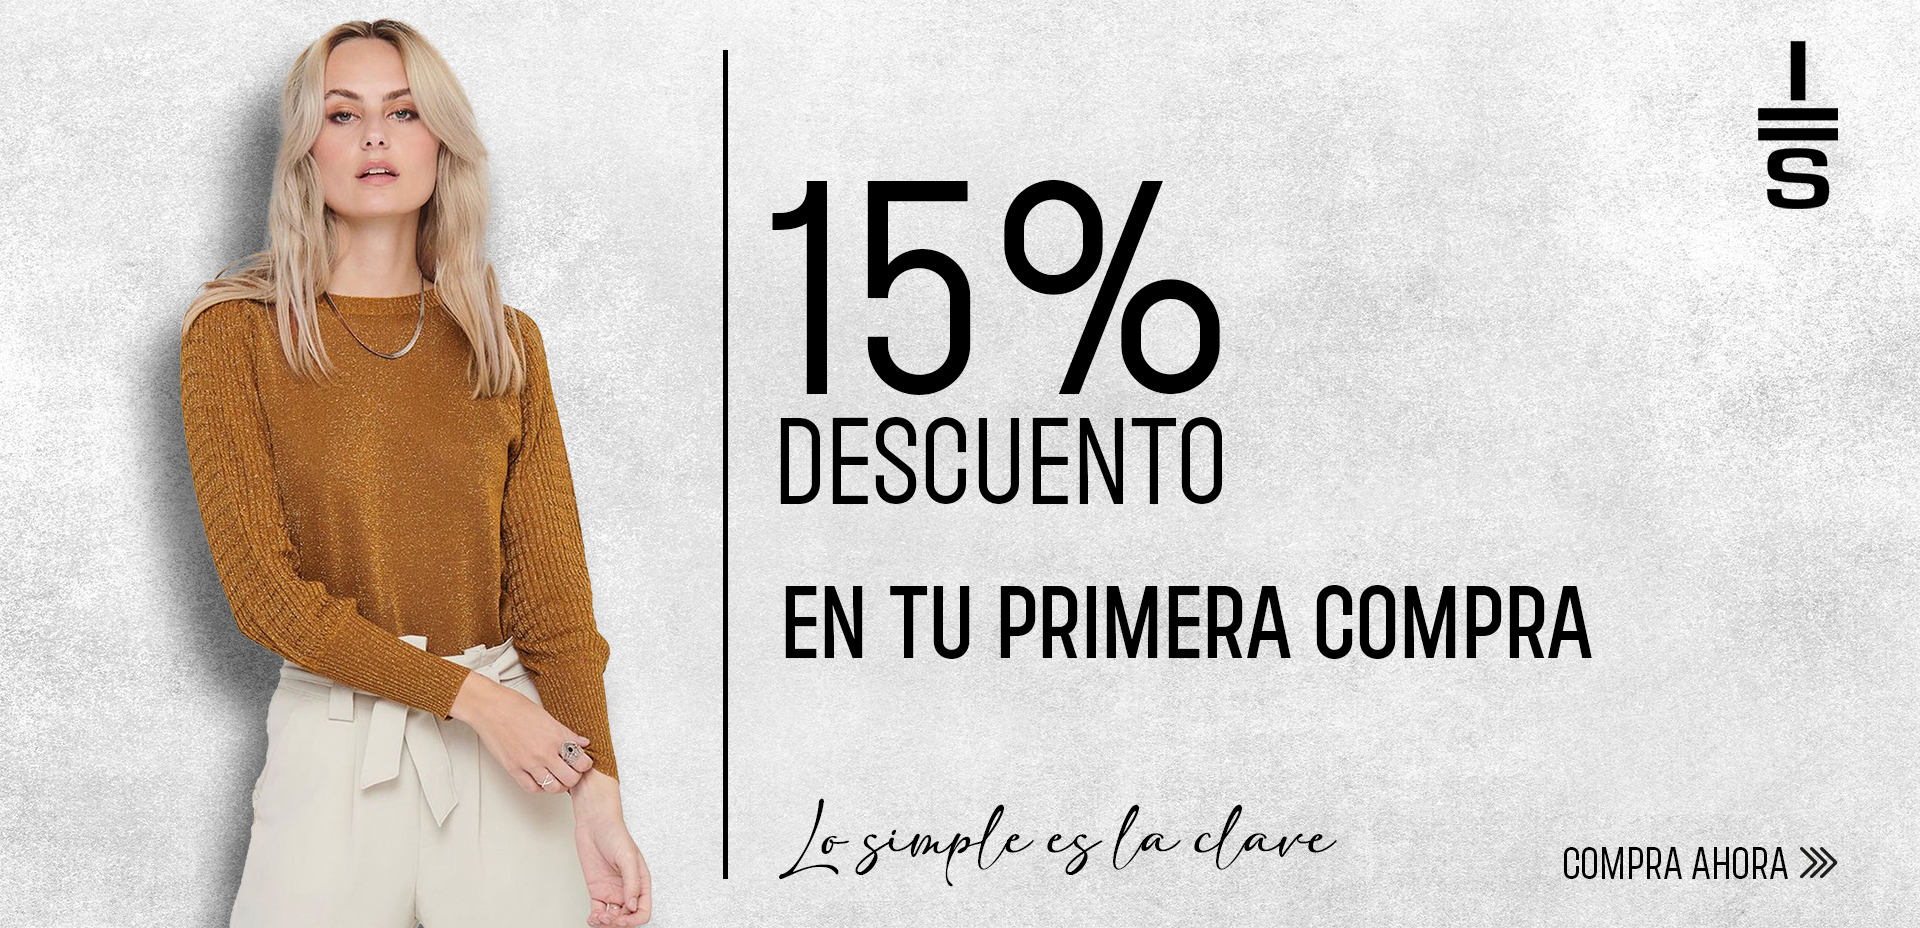 I
S
15%
DESCUENTO
EN TU PRIMERA COMPRA
Lo simple es la clave
COMPRA AHORA